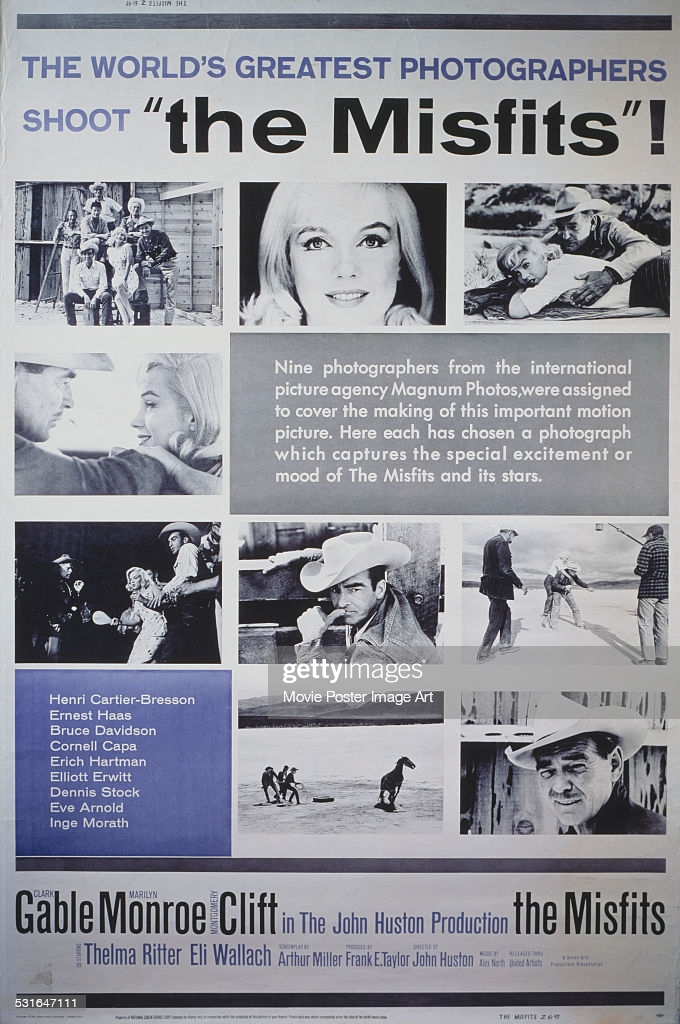 THE MISFITS Z 61-97
THE WORLD'S GREATEST PHOTOGRAPHERS
SHOOT "the Misfits"!
Nine photographers from the international
picture agency Magnum Photos,were assigned
to cover the making of this important motion
picture. Here each has chosen a photograph
which captures the special excitement or
mood of The Misfits and its stars.
gettyimages
Movie Poster Image Art
Henri Cartier-Bresson
Ernest Haas
Bruce Davidson
Cornell Capa
Erich Hartman
Elliott Erwitt
Dennis Stock
Eve Arnold
Inge Morath
CLARK Gable MARILYN Monroe MONTGOMERY Clift in The John Huston Production the Misfits
CO-STARRING Thelma Ritter Eli Wallach SCREENPLAY BY Arthur Miller PRODUCED BY Frank E.Taylor DIRECTED BY John Huston MUSIC BY Alex North RELEASED THRU United Artists A Seven Arts Productions Presentation
531647111
THE MISFITS Z 61-97